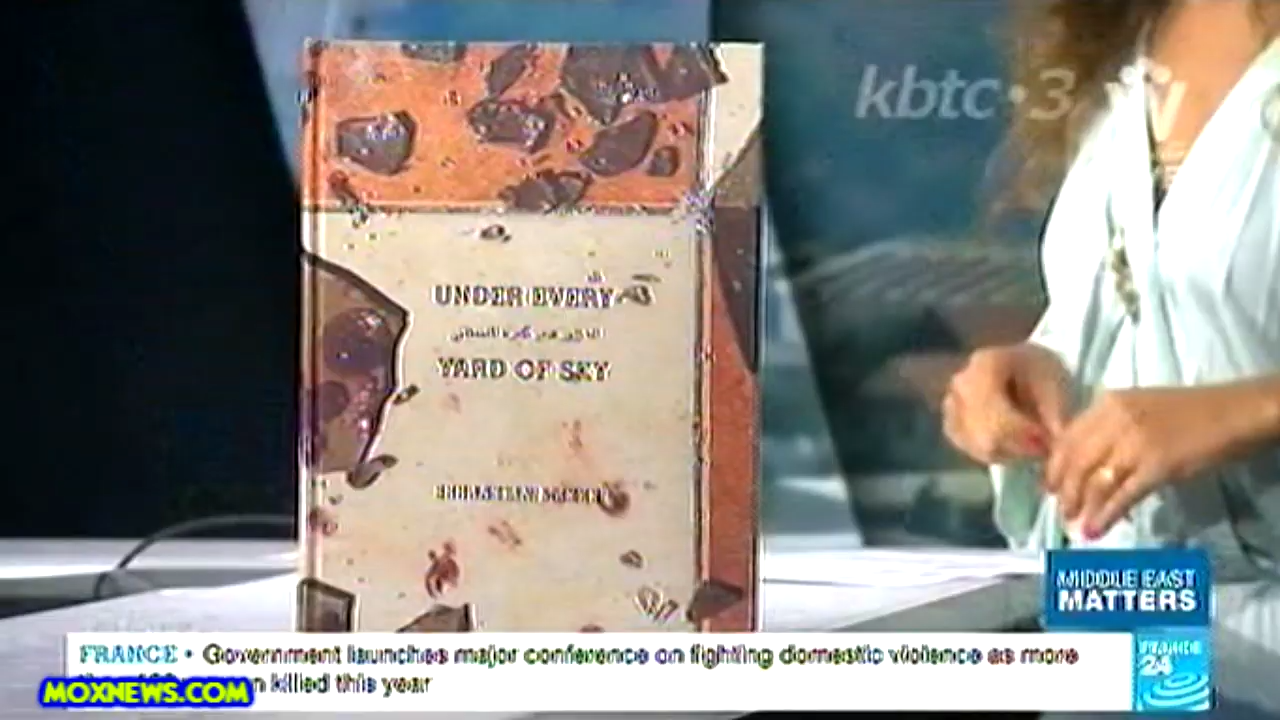 kbtc·3
UNDER EVERY
YARD OF SKY
MIDDLE EAST
MATTERS
FRANCE • Government launches major conference on fighting domestic violence as more
killed this year
FRANCE
24
MOXNEWS.COM